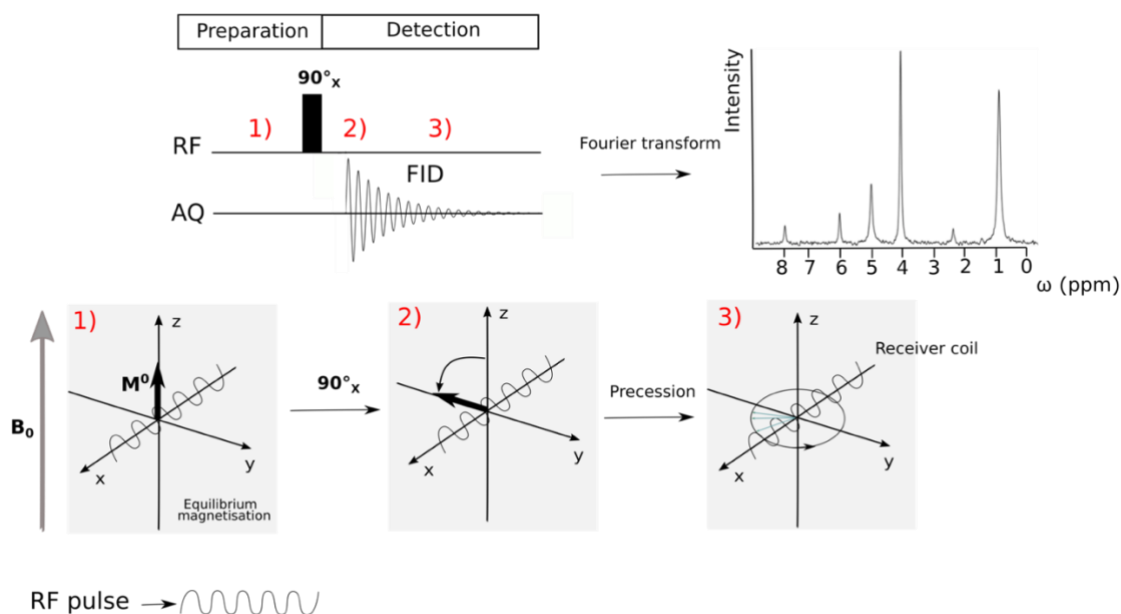 Preparation Detection
90°x
1) 2) 3)
RF
FID
AQ
Fourier transform
Intensity
8 7 6 5 4 3 2 1 0
ω (ppm)
B₀
1)
z
M⁰
x
y
Equilibrium
magnetisation
90°x
2)
z
x
y
Precession
3)
z
Receiver coil
x
y
RF pulse